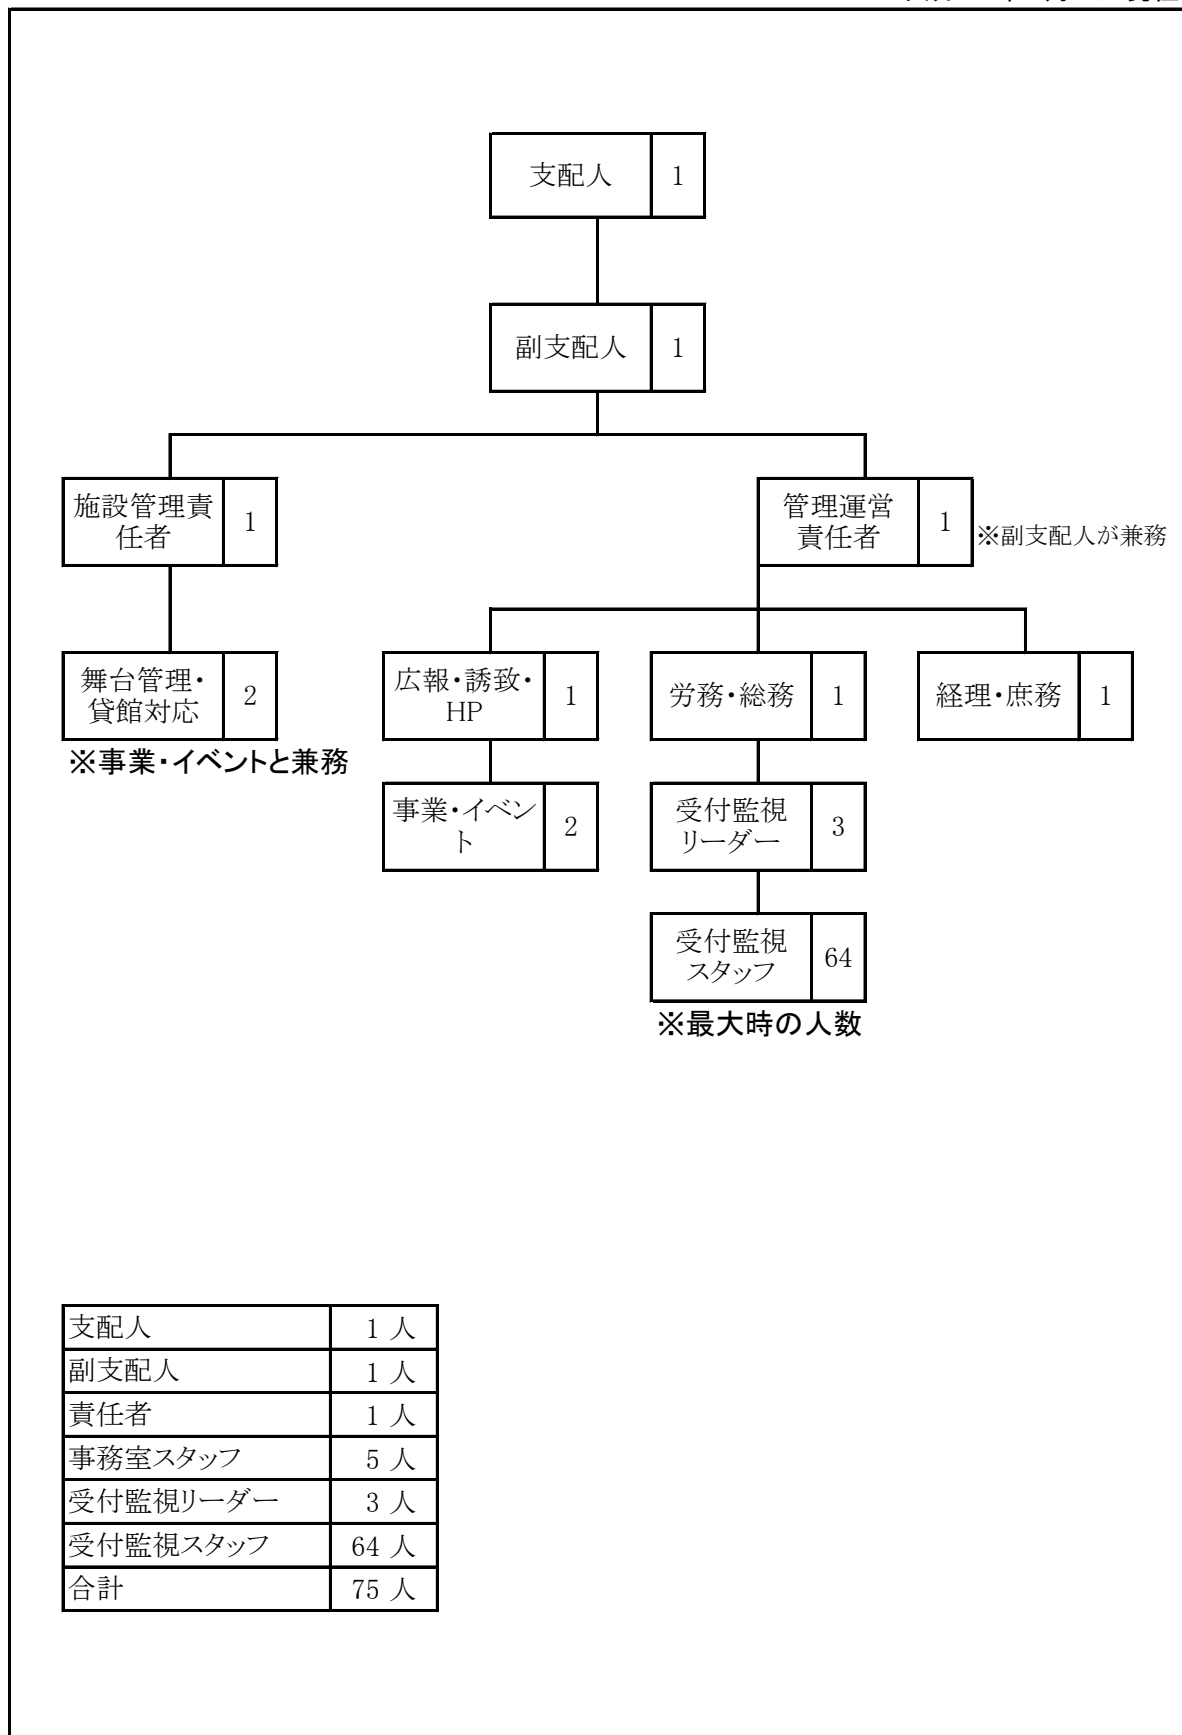 支配人 1
副支配人 1
施設管理責
任者
1
管理運営
責任者
1
※副支配人が兼務
舞台管理・
貸館対応
2
※事業・イベントと兼務
広報・誘致・
HP
1
労務・総務 1
経理・庶務 1
事業・イベン
ト
2
受付監視
リーダー
3
受付監視
スタッフ
64
※最大時の人数
支配人 1 人
副支配人 1 人
責任者 1 人
事務室スタッフ 5 人
受付監視リーダー 3 人
受付監視スタッフ 64 人
合計 75 人